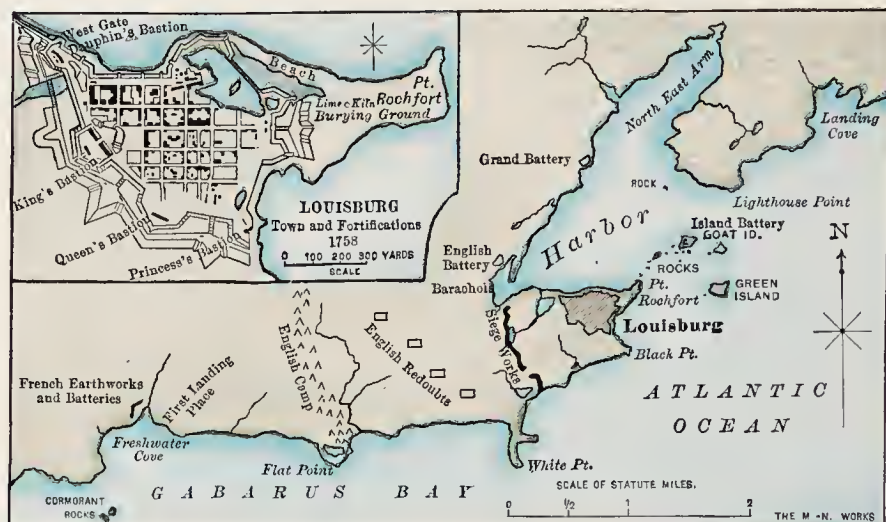 West Gate
Dauphin's Bastion
Beach
Pt.
Rochfort
Lime Kiln
Burying Ground
King's Bastion
Queen's Bastion
Princess's Bastion
LOUISBURG
Town and Fortifications
1758
0 100 200 300 YARDS
SCALE
North East Arm
Landing
Cove
Grand Battery
ROCK
Lighthouse Point
Harbor
Island Battery
GOAT ID.
N
English
Battery
ROCKS
Barachois
Pt.
Rochfort
GREEN
ISLAND
Louisburg
Siege Works
Black Pt.
English Camp
English Redoubts
French Earthworks
and Batteries
First Landing
Place
ATLANTIC
OCEAN
Freshwater
Cove
Flat Point
White Pt.
GABARUS BAY
CORMORANT
ROCKS
SCALE OF STATUTE MILES.
0 1/2 1 2
THE M.-N. WORKS